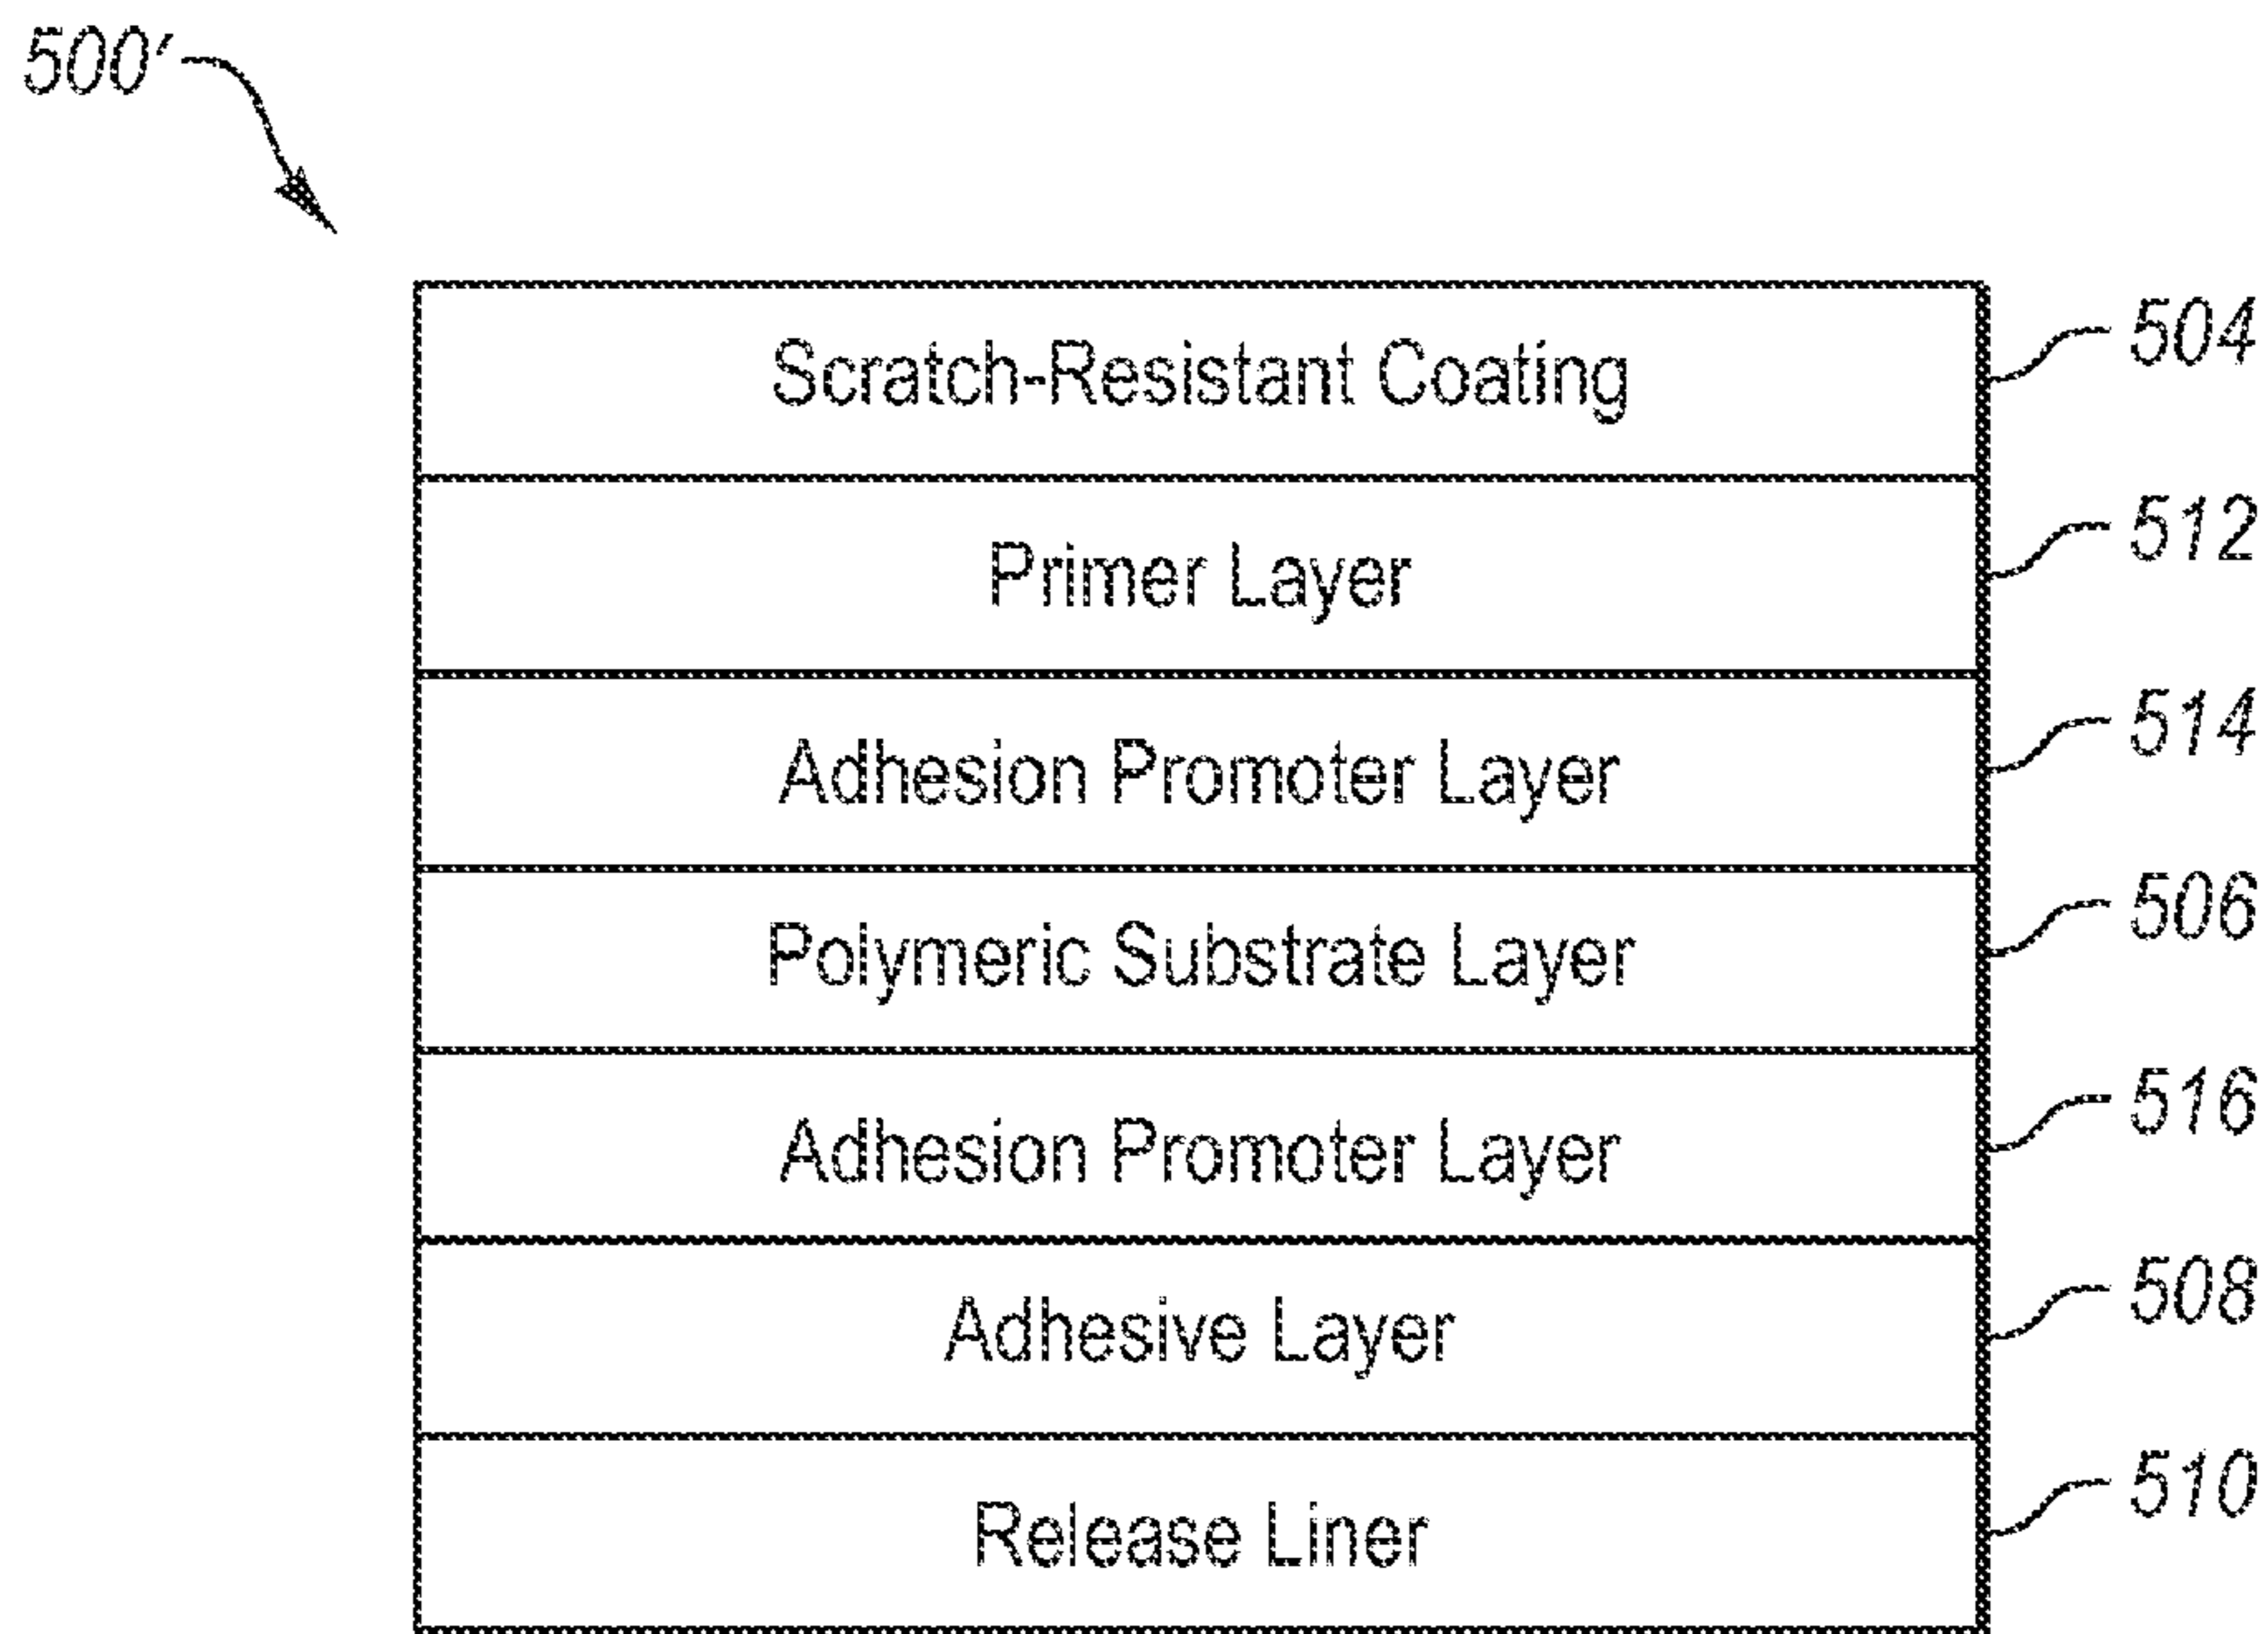 500'
Scratch-Resistant Coating 504
Primer Layer 512
Adhesion Promoter Layer 514
Polymeric Substrate Layer 506
Adhesion Promoter Layer 516
Adhesive Layer 508
Release Liner 510